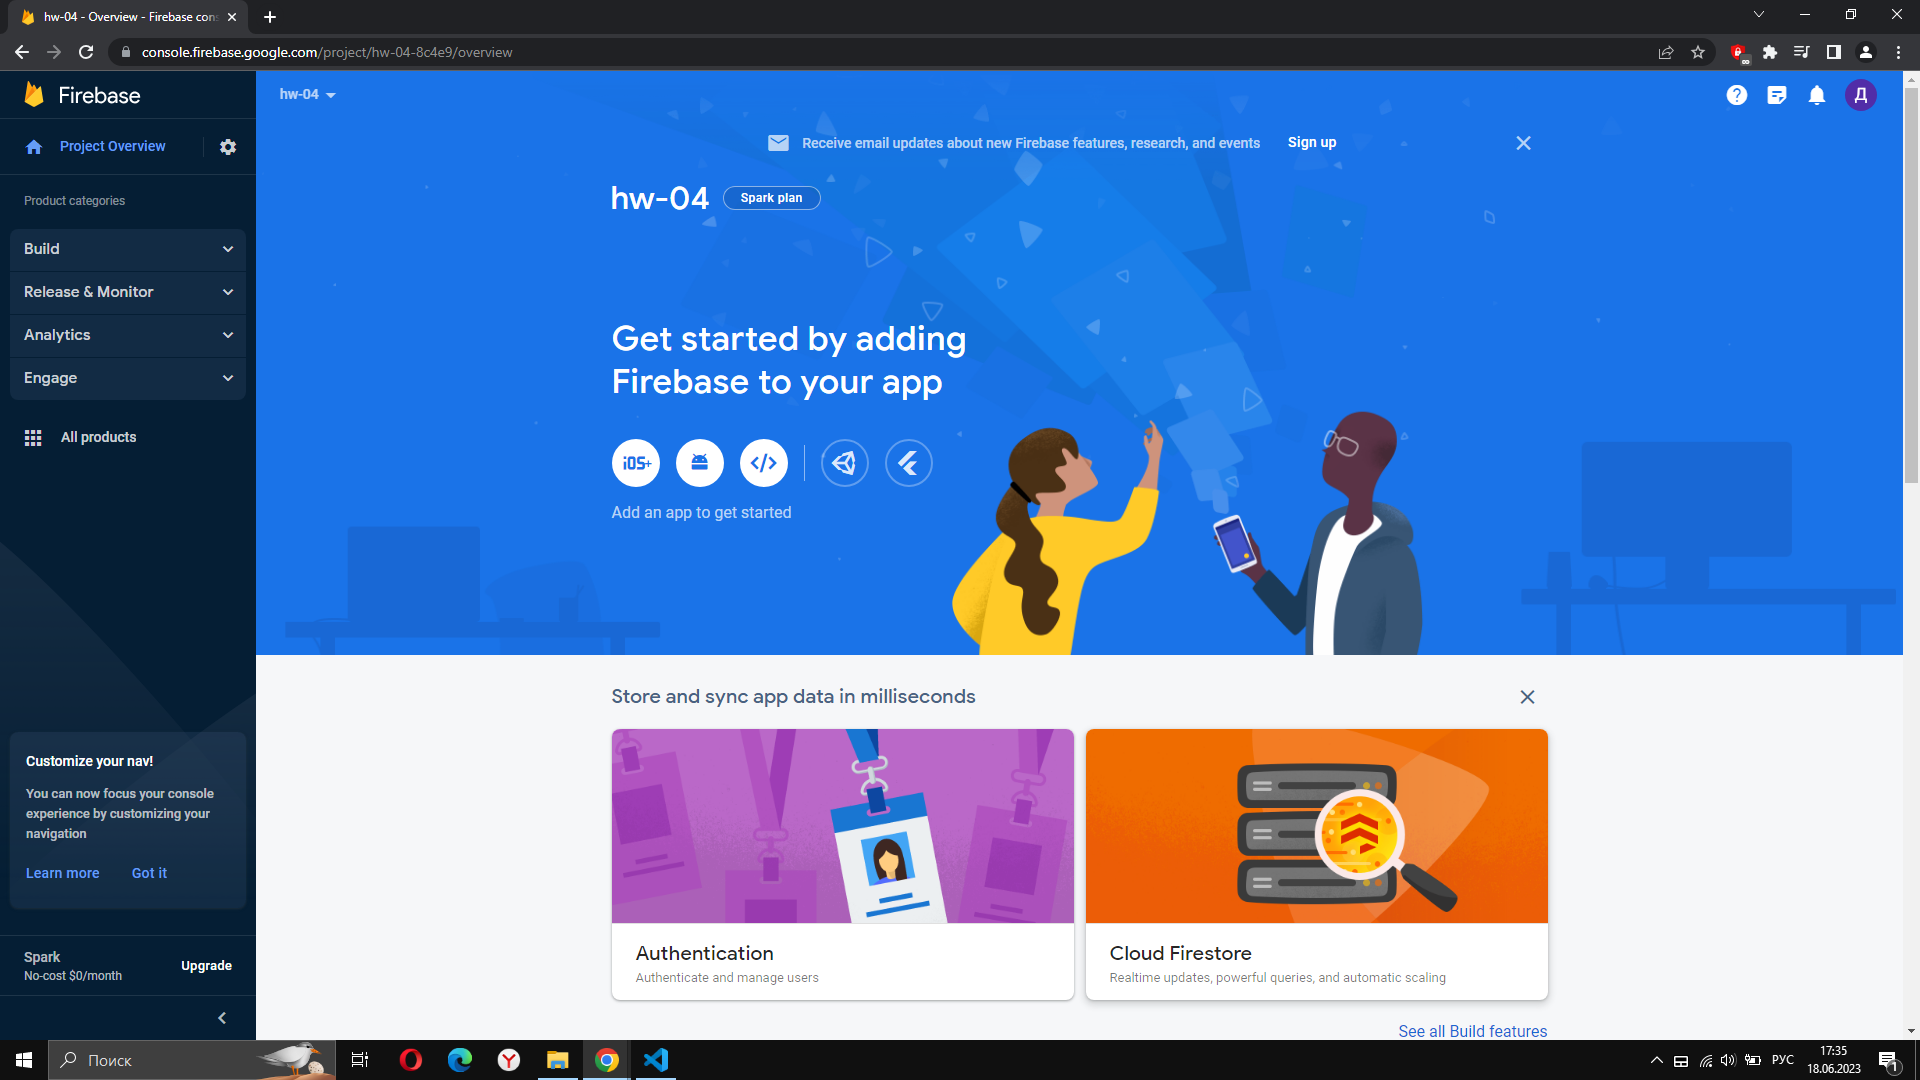 hw-04 - Overview - Firebase cons
console.firebase.google.com/project/hw-04-8c4e9/overview
Firebase
hw-04
Д
Project Overview
Receive email updates about new Firebase features, research, and events
Sign up
hw-04
Spark plan
Product categories
Build
Release & Monitor
Analytics
Engage
All products
Get started by adding
Firebase to your app
iOS+
Add an app to get started
Store and sync app data in milliseconds
Customize your nav!
You can now focus your console
experience by customizing your
navigation
Learn more
Got it
Authentication
Authenticate and manage users
Cloud Firestore
Realtime updates, powerful queries, and automatic scaling
Spark
No-cost $0/month
Upgrade
See all Build features
Поиск
РУС
17:35
18.06.2023
1